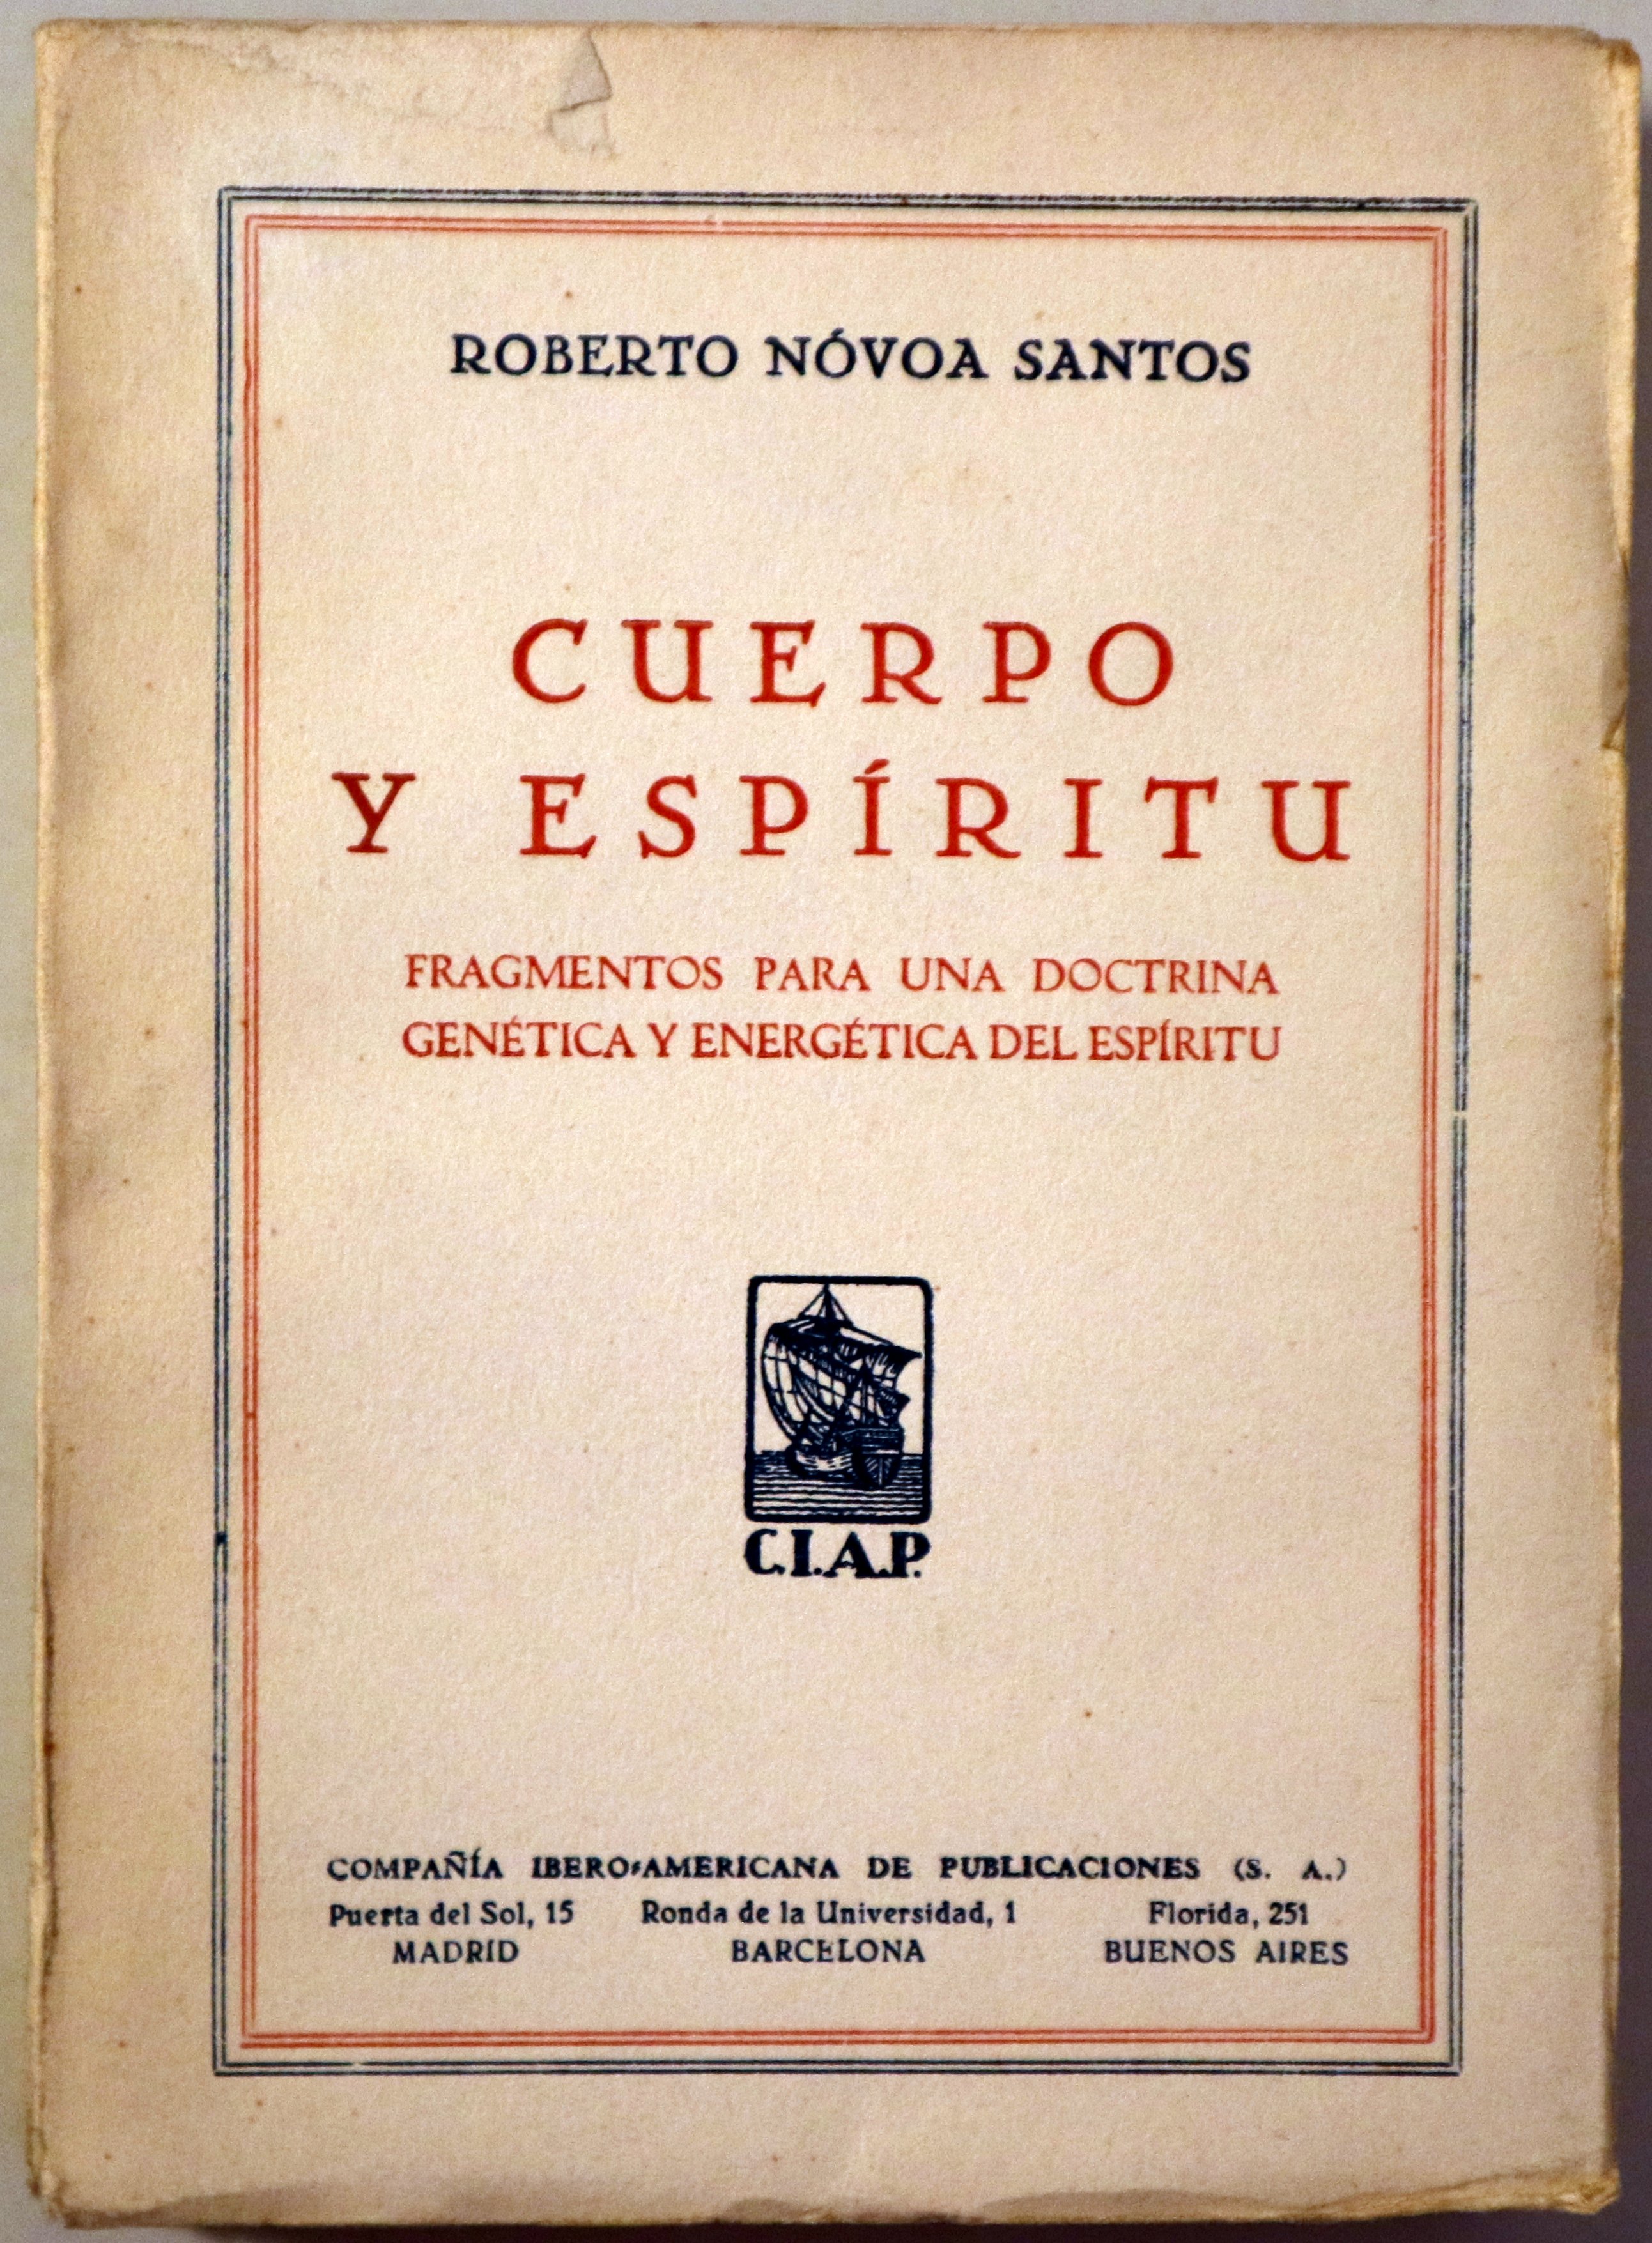 ROBERTO NÓVOA SANTOS
CUERPO
Y ESPÍRITU
FRAGMENTOS PARA UNA DOCTRINA
GENÉTICA Y ENERGÉTICA DEL ESPÍRITU
C.I.A.P.
COMPAÑÍA IBERO-AMERICANA DE PUBLICACIONES (S. A.)
Puerta del Sol, 15 Ronda de la Universidad, 1 Florida, 251
MADRID BARCELONA BUENOS AIRES